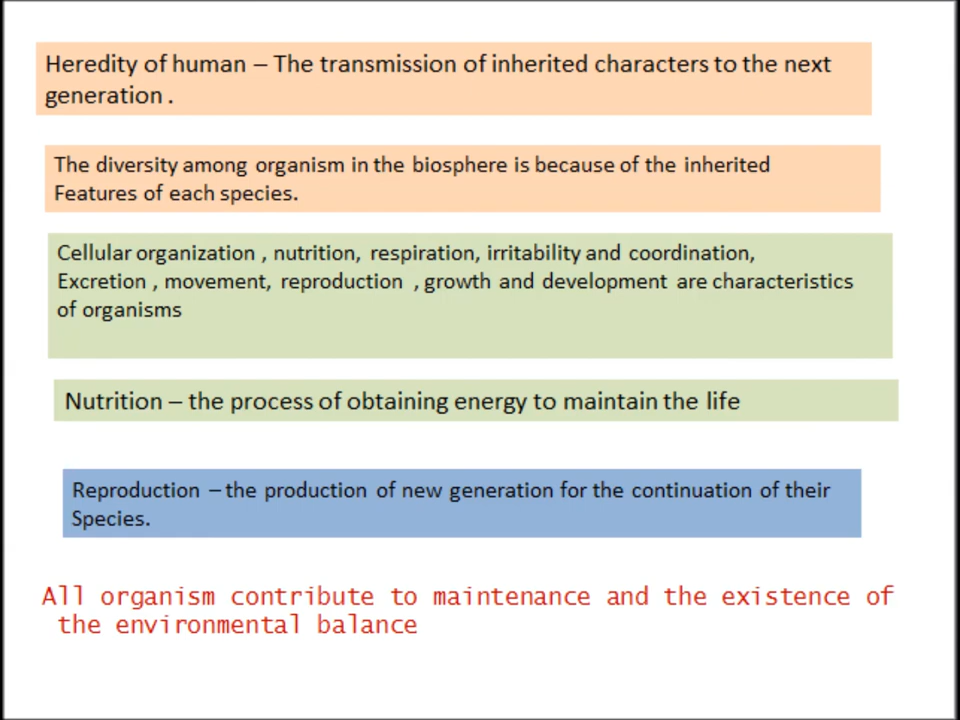 Heredity of human – The transmission of inherited characters to the next
generation .
The diversity among organism in the biosphere is because of the inherited
Features of each species.
Cellular organization , nutrition, respiration, irritability and coordination,
Excretion , movement, reproduction , growth and development are characteristics
of organisms
Nutrition – the process of obtaining energy to maintain the life
Reproduction – the production of new generation for the continuation of their
Species.
All organism contribute to maintenance and the existence of
the environmental balance